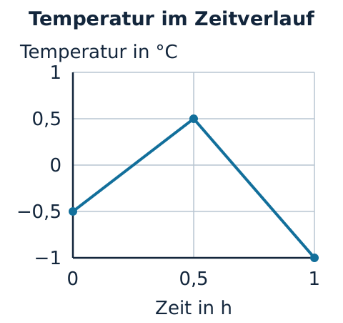 Temperatur im Zeitverlauf
Temperatur in °C
1
0,5
0
−0,5
−1
0 0,5 1
Zeit in h